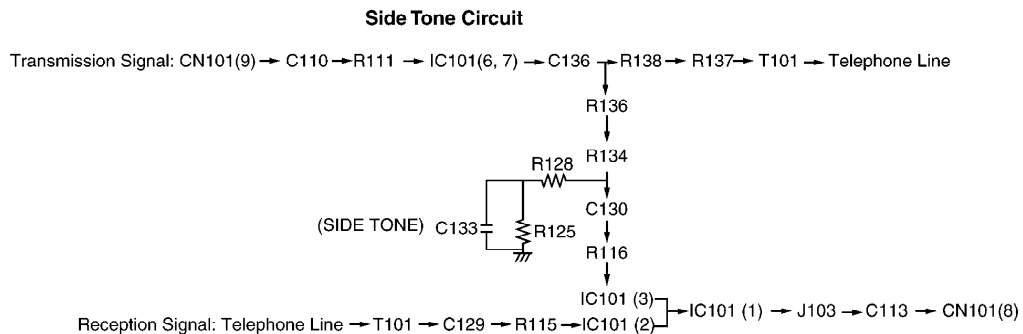 Side Tone Circuit
Transmission Signal: CN101(9) → C110 → R111 → IC101(6, 7) → C136 → R138 → R137 → T101 → Telephone Line
R136
R134
R128
C130
(SIDE TONE) C133 R125
R116
IC101 (3)
IC101 (1) → J103 → C113 → CN101(8)
Reception Signal: Telephone Line → T101 → C129 → R115 → IC101 (2)